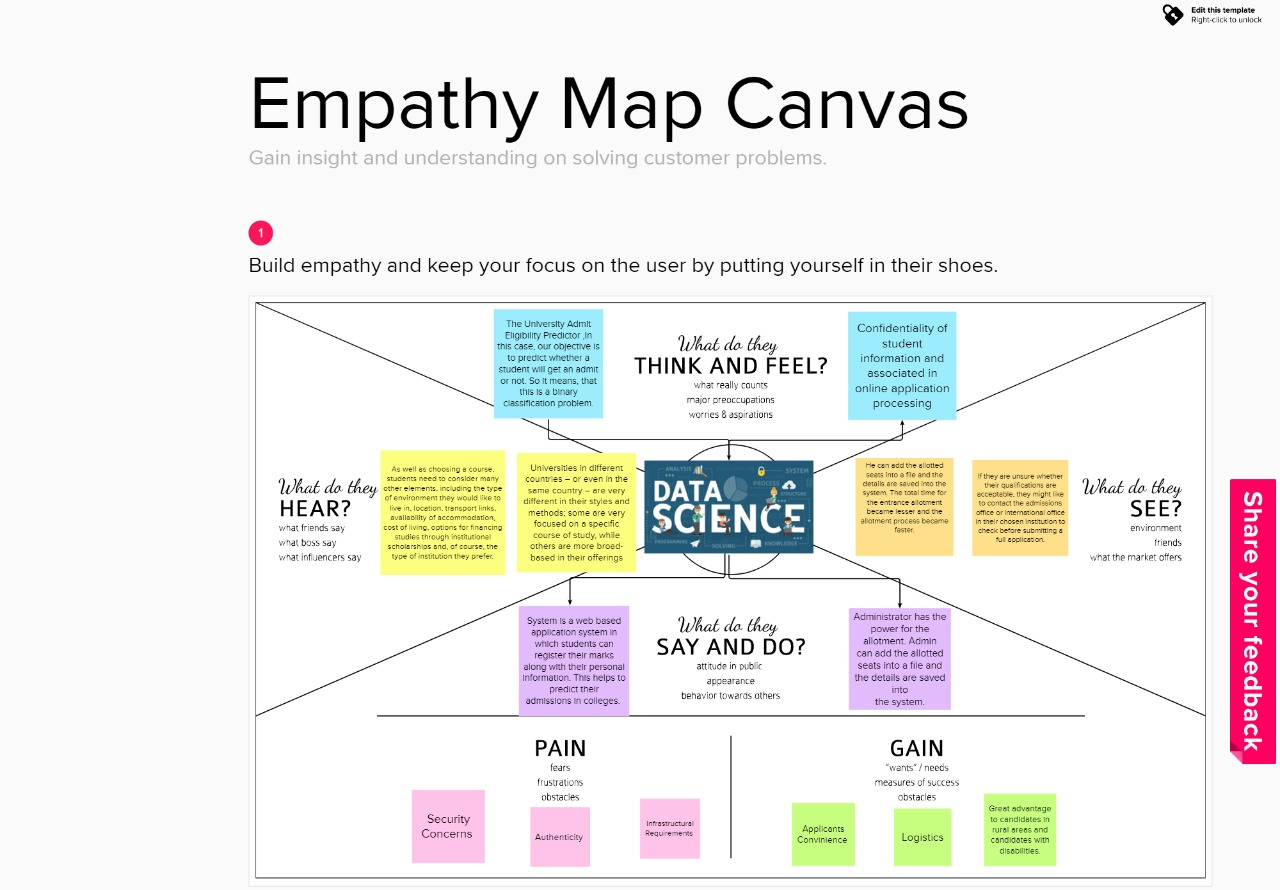 Edit this template
Right-click to unlock
Empathy Map Canvas
Gain insight and understanding on solving customer problems.
1
Build empathy and keep your focus on the user by putting yourself in their shoes.
The University Admit
Eligibility Predictor ,In
this case, our objective is
to predict whether a
student will get an admit
or not. So it means, that
this is a binary
classification problem.
What do they
THINK AND FEEL?
what really counts
major preoccupations
worries & aspirations
Confidentiality of
student
information and
associated in
online application
processing
What do they
HEAR?
what friends say
what boss say
what influencers say
As well as choosing a course,
students need to consider many
other elements, including the type
of environment they would like to
live in, location, transport links,
availability of accommodation,
cost of living, options for financing
studies through institutional
scholarships and, of course, the
type of institution they prefer.
Universities in different
countries – or even in the
same country – are very
different in their styles and
methods; some are very
focused on a specific
course of study, while
others are more broad-
based in their offerings
ANALYSIS
SYSTEM
PROCESS
STRUCTURE
DATA
SCIENCE
PROGRAMMING
SOLVING
KNOWLEDGE
He can add the allotted
seats into a file and the
details are saved into the
system. The total time for
the entrance allotment
became lesser and the
allotment process became
faster.
If they are unsure whether
their qualifications are
acceptable, they might like
to contact the admissions
office or international office
in their chosen institution to
check before submitting a
full application.
What do they
SEE?
environment
friends
what the market offers
System is a web based
application system in
which students can
register their marks
along with their personal
information. This helps to
predict their
admissions in colleges.
What do they
SAY AND DO?
attitude in public
appearance
behavior towards others
Administrator has the
power for the
allotment. Admin
can add the allotted
seats into a file and
the details are saved
into
the system.
PAIN
fears
frustrations
obstacles
Security
Concerns
Authenticity
Infrastructural
Requirements
GAIN
"wants" / needs
measures of success
obstacles
Applicants
Convinience
Logistics
Great advantage
to candidates in
rural areas and
candidates with
disabilities.
Share your feedback